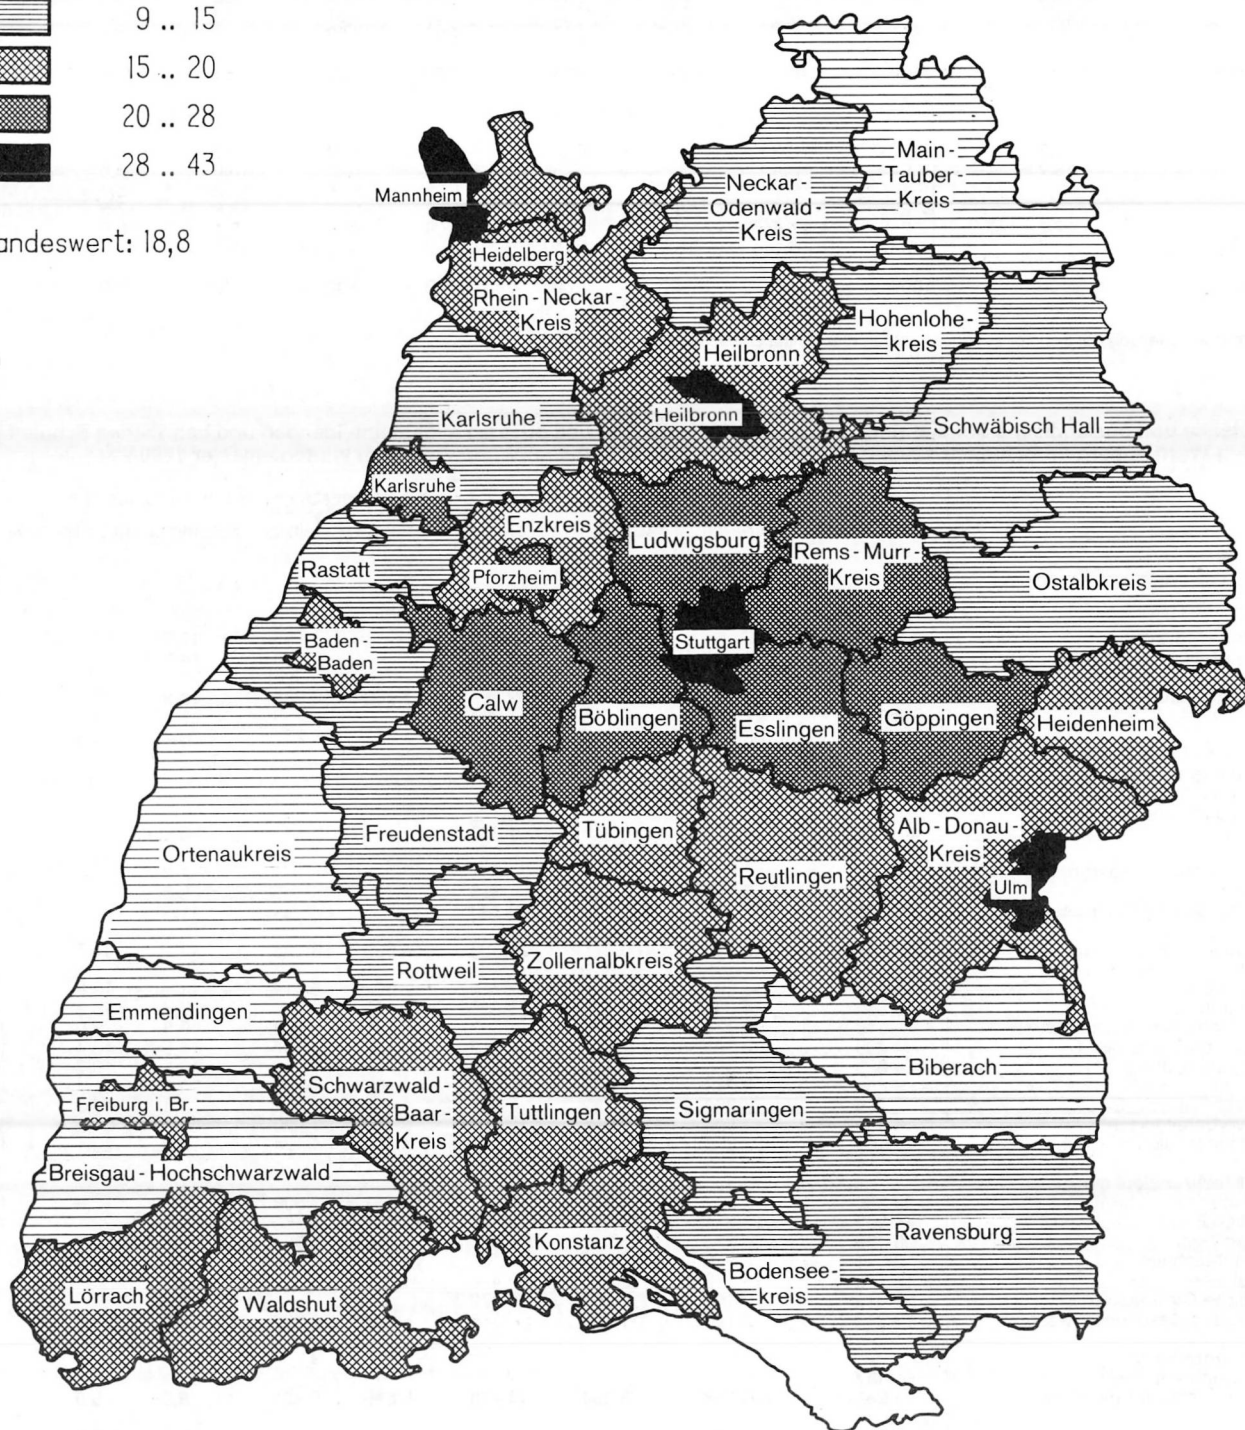 9 .. 15
15 .. 20
20 .. 28
28 .. 43
andeswert: 18,8
Main-
Tauber-
Kreis
Neckar-
Odenwald-
Kreis
Mannheim
Heidelberg
Rhein-Neckar-
Kreis
Hohenlohe-
kreis
Heilbronn
Heilbronn
Karlsruhe
Schwäbisch Hall
Karlsruhe
Enzkreis
Ludwigsburg
Rems-Murr-
Kreis
Rastatt
Pforzheim
Ostalbkreis
Baden-
Baden
Stuttgart
Calw
Böblingen
Esslingen
Göppingen
Heidenheim
Freudenstadt
Tübingen
Alb-Donau-
Kreis
Ortenaukreis
Reutlingen
Ulm
Rottweil
Zollernalbkreis
Emmendingen
Biberach
Schwarzwald-
Baar-
Kreis
Freiburg i. Br.
Tuttlingen
Sigmaringen
Breisgau-Hochschwarzwald
Konstanz
Ravensburg
Bodensee-
kreis
Lörrach
Waldshut